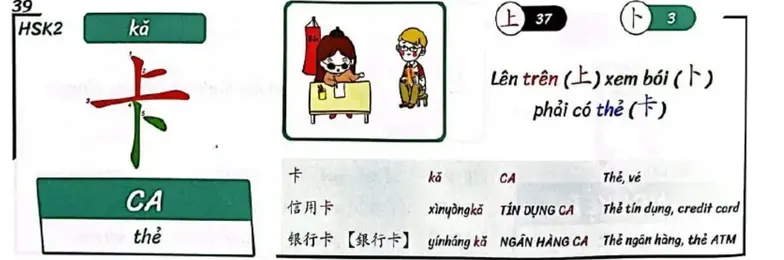 39
HSK2
kǎ
卡
CA
thẻ
上 37
卜 3
Lên trên (上) xem bói (卜)
phải có thẻ (卡)
卡 kǎ CA Thẻ, vé
信用卡 xìnyòngkǎ TÍN DỤNG CA Thẻ tín dụng, credit card
银行卡【銀行卡】 yínháng kǎ NGÂN HÀNG CA Thẻ ngân hàng, thẻ ATM